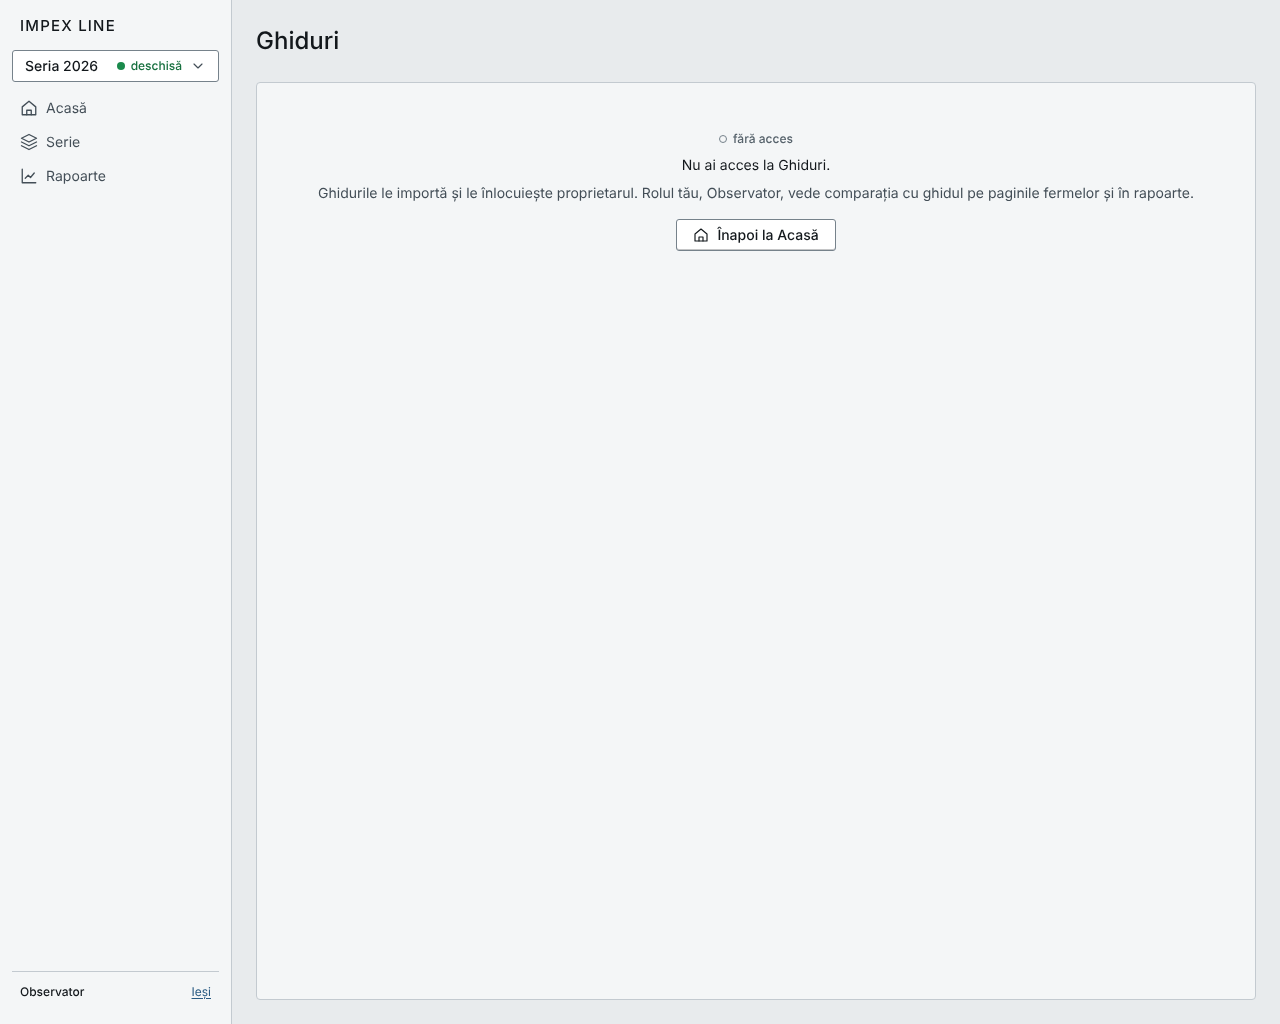 IMPEX LINE
Seria 2026 deschisă
Acasă
Serie
Rapoarte
Observator Ieși
Ghiduri
fără acces
Nu ai acces la Ghiduri.
Ghidurile le importă și le înlocuiește proprietarul. Rolul tău, Observator, vede comparația cu ghidul pe paginile fermelor și în rapoarte.
Înapoi la Acasă